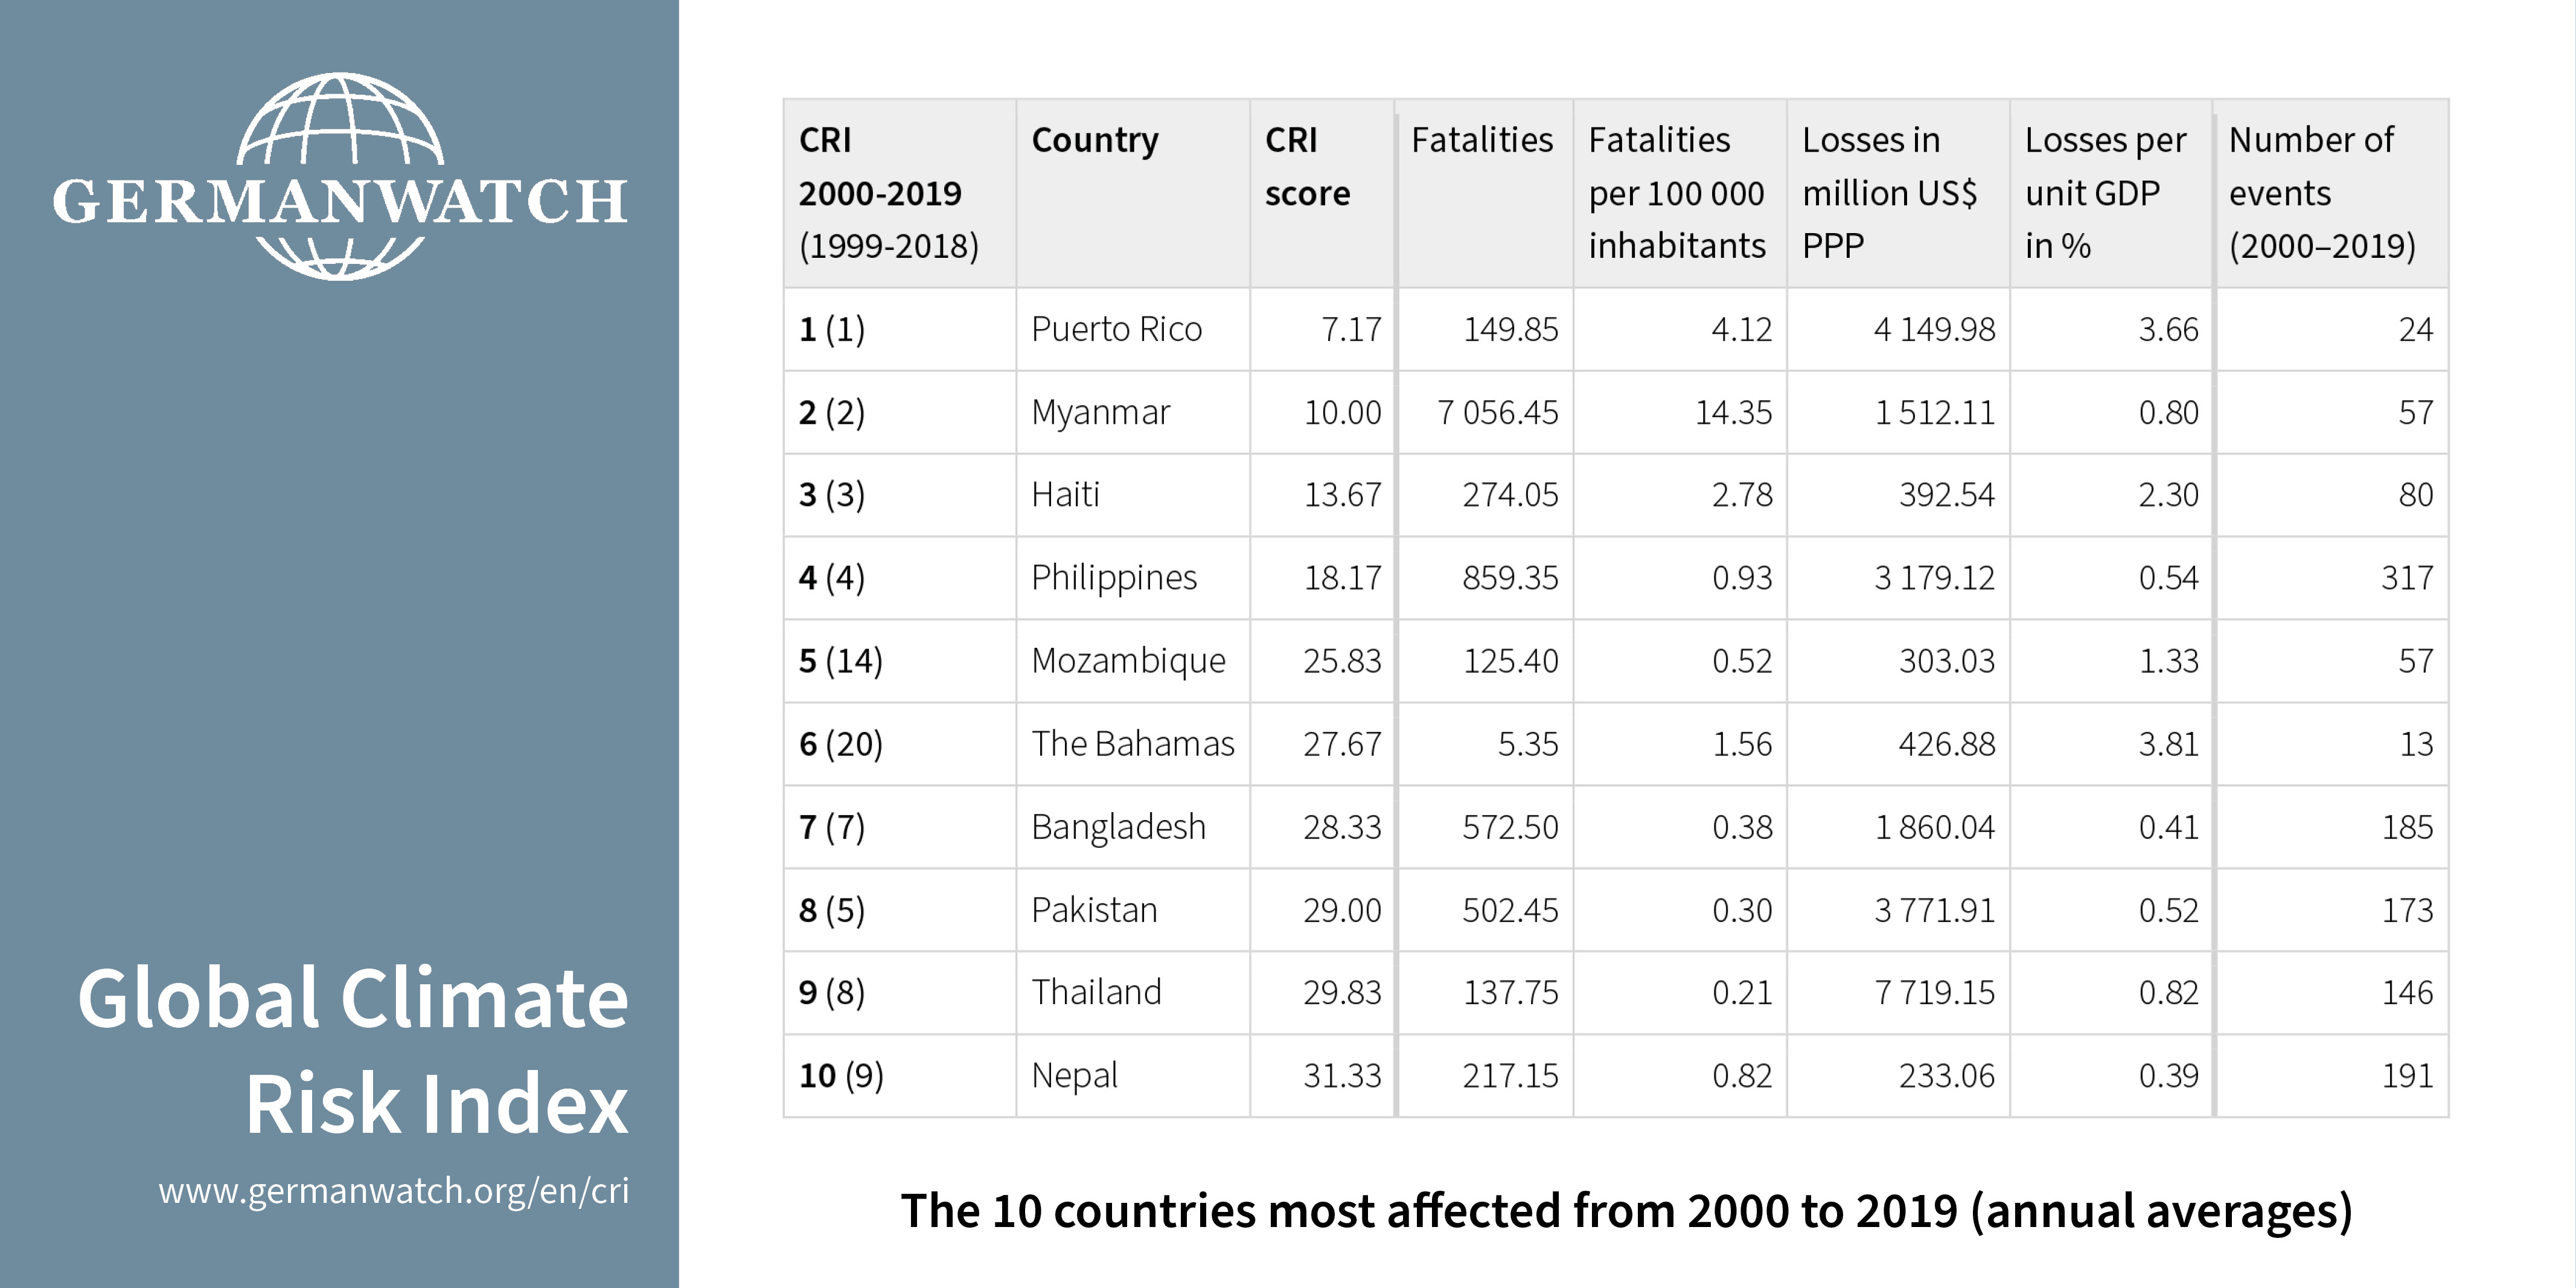 GERMANWATCH
Global Climate
Risk Index
www.germanwatch.org/en/cri
CRI 2000-2019 (1999-2018) Country CRI score Fatalities Fatalities per 100 000 inhabitants Losses in million US$ PPP Losses per unit GDP in % Number of events (2000–2019)
1 (1) Puerto Rico 7.17 149.85 4.12 4 149.98 3.66 24
2 (2) Myanmar 10.00 7 056.45 14.35 1 512.11 0.80 57
3 (3) Haiti 13.67 274.05 2.78 392.54 2.30 80
4 (4) Philippines 18.17 859.35 0.93 3 179.12 0.54 317
5 (14) Mozambique 25.83 125.40 0.52 303.03 1.33 57
6 (20) The Bahamas 27.67 5.35 1.56 426.88 3.81 13
7 (7) Bangladesh 28.33 572.50 0.38 1 860.04 0.41 185
8 (5) Pakistan 29.00 502.45 0.30 3 771.91 0.52 173
9 (8) Thailand 29.83 137.75 0.21 7 719.15 0.82 146
10 (9) Nepal 31.33 217.15 0.82 233.06 0.39 191
The 10 countries most affected from 2000 to 2019 (annual averages)